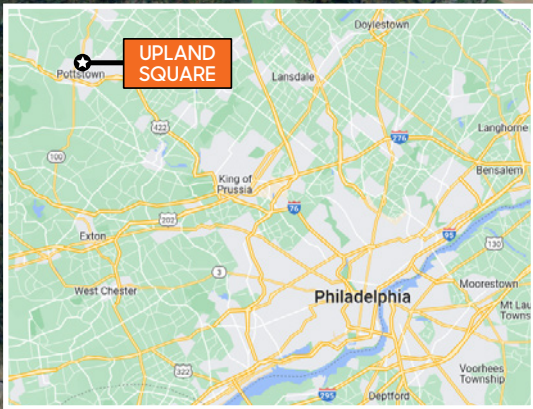 Doylestown
UPLAND
SQUARE
Pottstown
Lansdale
422
Langhorne
276
100
Bensalem
King of
Prussia
76
202
Exton
95
130
3
West Chester
Moorestown
Philadelphia
Mt Lau
Towns
322
Voorhees
Township
295
Deptford